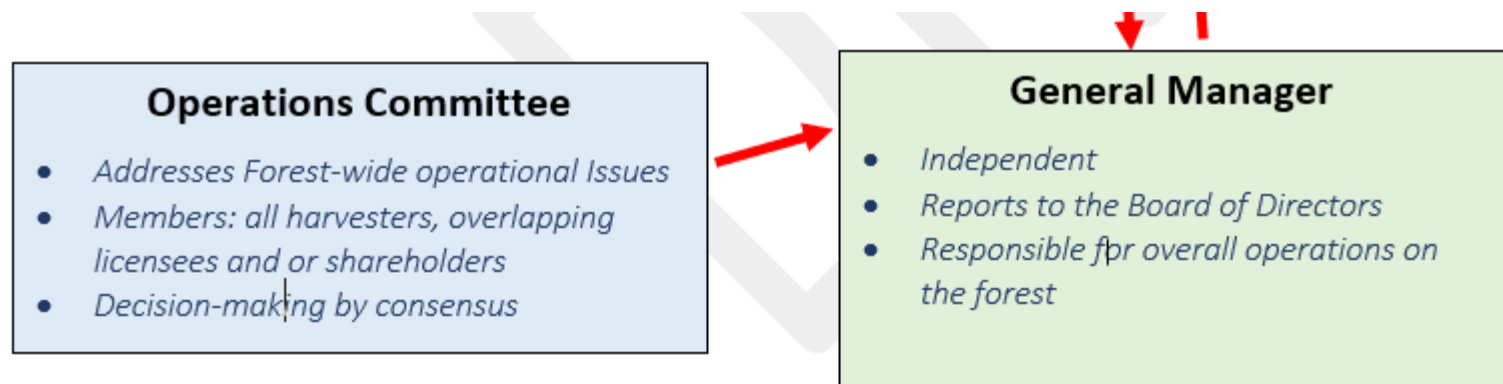 Operations Committee
• Addresses Forest-wide operational Issues
• Members: all harvesters, overlapping
licensees and or shareholders
• Decision-making by consensus
General Manager
• Independent
• Reports to the Board of Directors
• Responsible for overall operations on
the forest